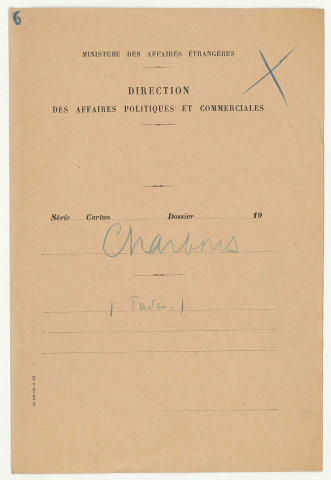 6
MINISTÈRE DES AFFAIRES ÉTRANGÈRES
DIRECTION
DES AFFAIRES POLITIQUES ET COMMERCIALES
Série Carton Dossier 19
Charbons